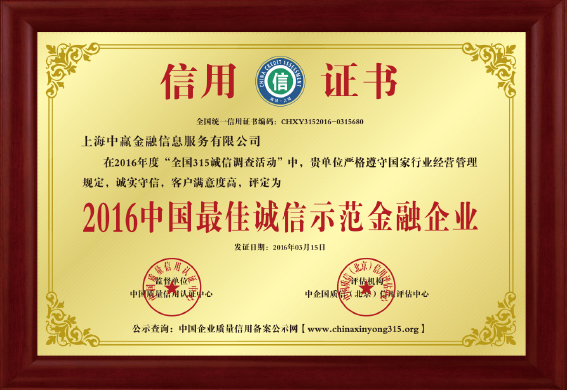 信用 证书
CHINA CREDIT ASSESSMENT
信
全国统一信用证书编码：CHXY3152016-0315680
上海中赢金融信息服务有限公司
在2016年度“全国315诚信调查活动”中，贵单位严格遵守国家行业经营管理
规定，诚实守信，客户满意度高，评定为
2016中国最佳诚信示范金融企业
发证日期：2016年03月15日
监督单位 评估机构
中国质量信用认证中心 中企国质信（北京）信用评估中心
公示查询：中国企业质量信用备案公示网【www.chinaxinyong315.org】